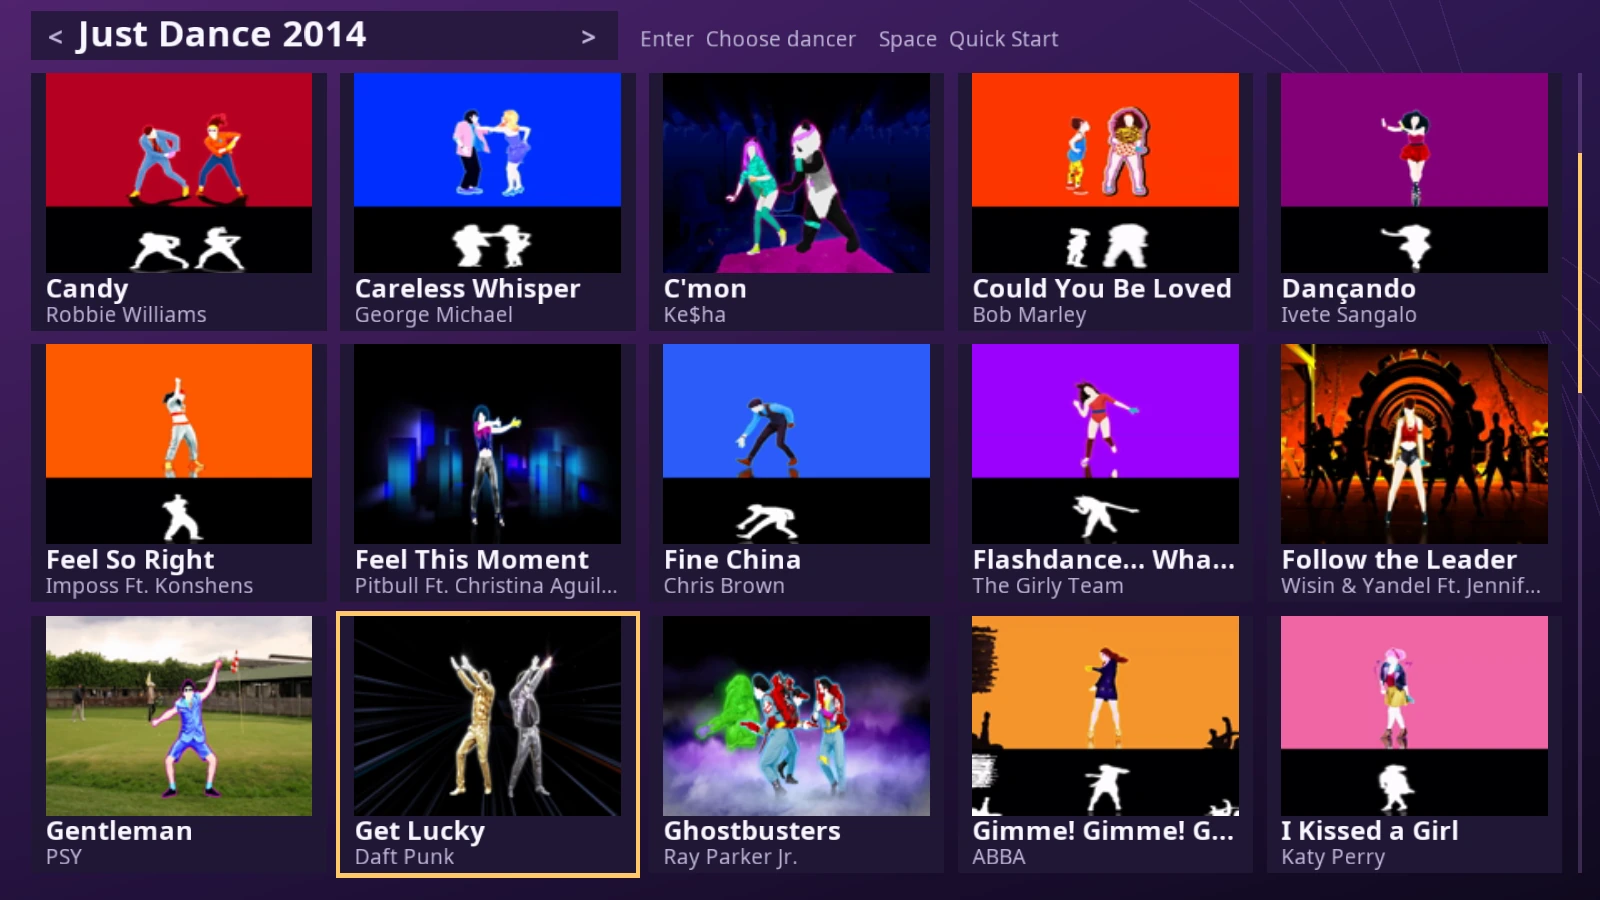 < Just Dance 2014 >
Enter Choose dancer Space Quick Start
Candy
Robbie Williams
Careless Whisper
George Michael
C'mon
Ke$ha
Could You Be Loved
Bob Marley
Dançando
Ivete Sangalo
Feel So Right
Imposs Ft. Konshens
Feel This Moment
Pitbull Ft. Christina Aguil...
Fine China
Chris Brown
Flashdance... Wha...
The Girly Team
Follow the Leader
Wisin & Yandel Ft. Jennif...
Gentleman
PSY
Get Lucky
Daft Punk
Ghostbusters
Ray Parker Jr.
Gimme! Gimme! G...
ABBA
I Kissed a Girl
Katy Perry